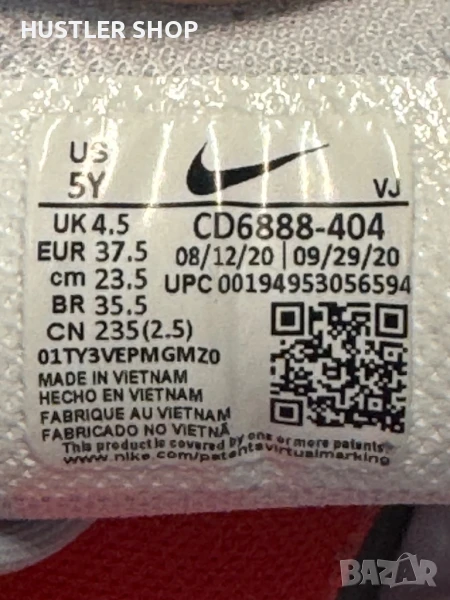 HUSTLER SHOP
US
5Y
VJ
UK 4.5
EUR 37.5
cm 23.5
BR 35.5
CN 235(2.5)
CD6888-404
08/12/20 | 09/29/20
UPC 00194953056594
01TY3VEPMGMZ0
MADE IN VIETNAM
HECHO EN VIETNAM
FABRIQUE AU VIETNAM
FABRICADO NO VIETNÃ
This product is covered by one or more patents.
www.nike.com/patentsvirtualmarking
BAZAR